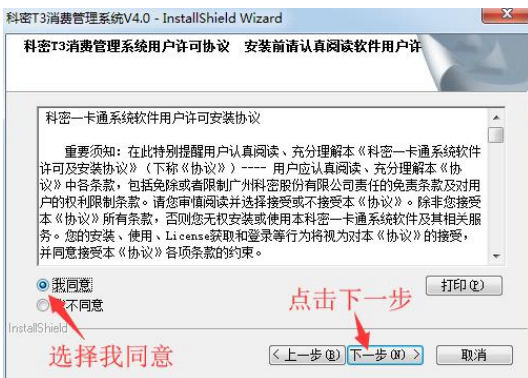 科密T3消费管理系统V4.0 - InstallShield Wizard
科密T3消费管理系统用户许可协议 安装前请认真阅读软件用户许
科密一卡通系统软件用户许可安装协议
重要须知：在此特别提醒用户认真阅读、充分理解本《科密一卡通系统软件
许可及安装协议》（下称《协议》）---- 用户应认真阅读、充分理解本《协
议》中各条款，包括免除或者限制广州科密股份有限公司责任的免责条款及对用
户的权利限制条款。请您审慎阅读并选择接受或不接受本《协议》。除非您接受
本《协议》所有条款，否则您无权安装或使用本科密一卡通系统软件及其相关服
务。您的安装、使用、License获取和登录等行为将视为对本《协议》的接受，
并同意接受本《协议》各项条款的约束。
我同意
打印(P)
不同意
点击下一步
InstallShield
选择我同意
<上一步(B)
下一步(N) >
取消